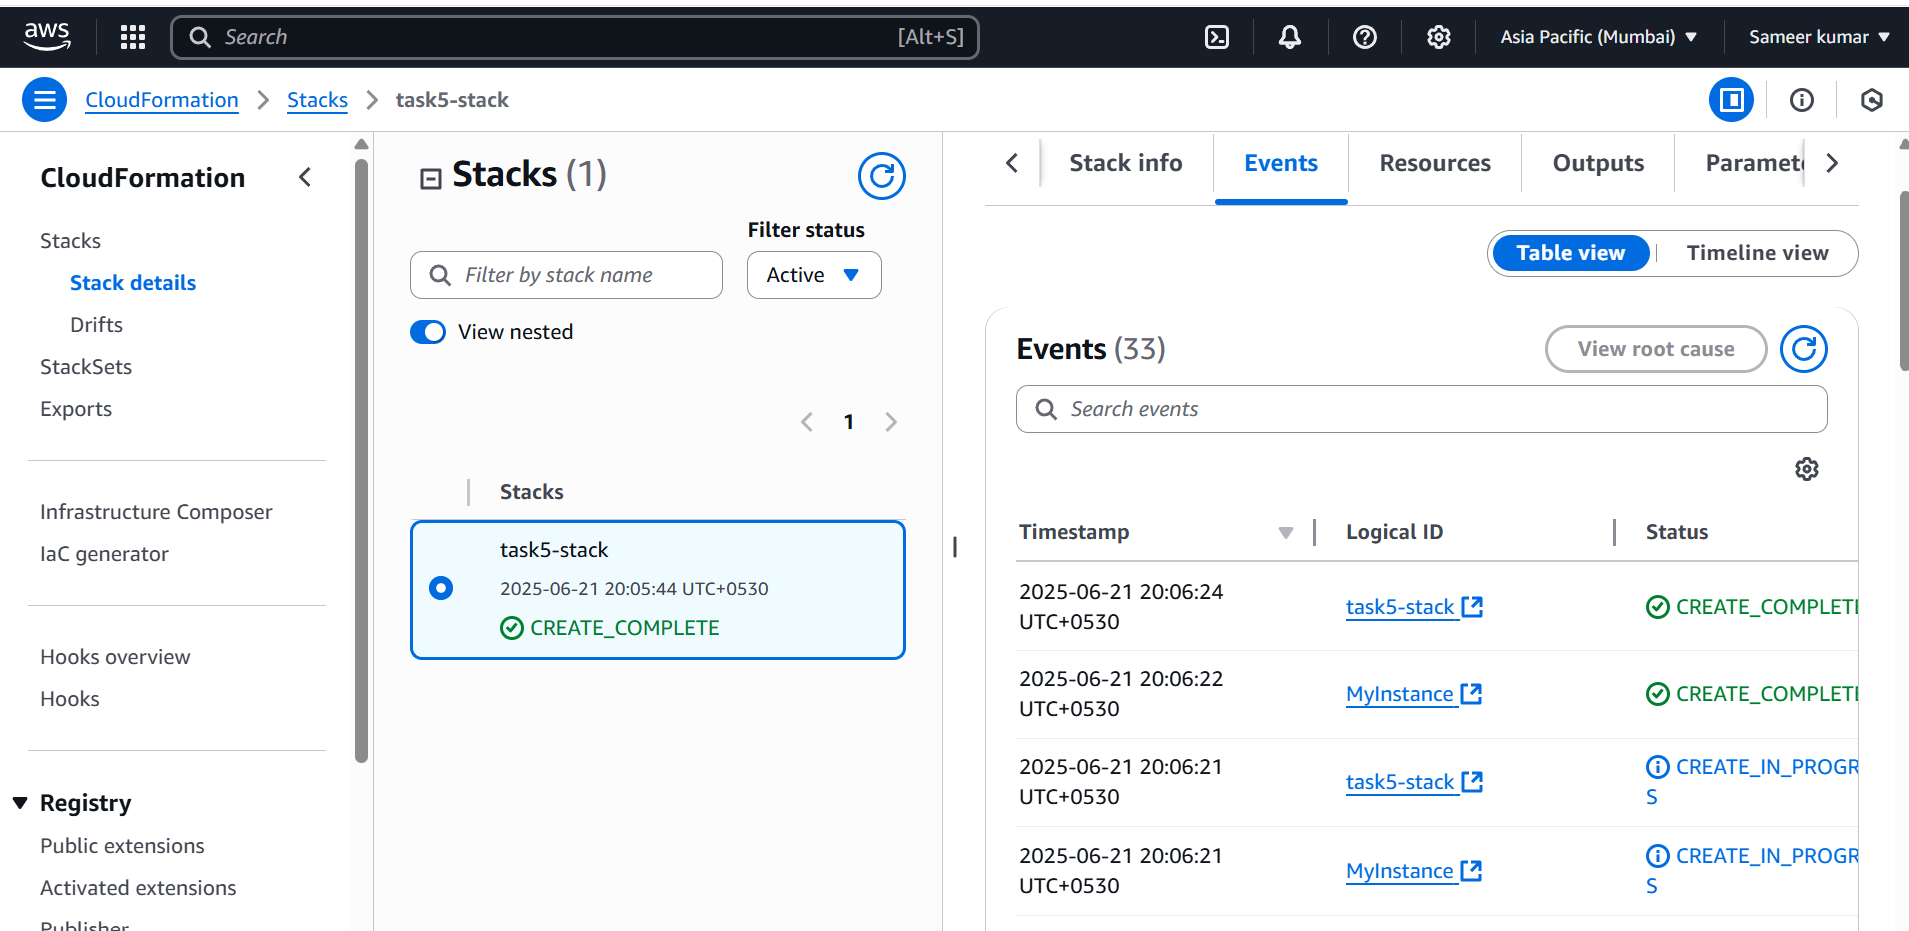 aws
Search [Alt+S]
Asia Pacific (Mumbai)
Sameer kumar
CloudFormation
Stacks
task5-stack
CloudFormation
Stacks
Stack details
Drifts
StackSets
Exports
Infrastructure Composer
IaC generator
Hooks overview
Hooks
Registry
Public extensions
Activated extensions
Publisher
Stacks (1)
Filter status
Filter by stack name
Active
View nested
1
Stacks
task5-stack
2025-06-21 20:05:44 UTC+0530
CREATE_COMPLETE
Stack info
Events
Resources
Outputs
Paramet
Table view
Timeline view
Events (33)
View root cause
Search events
Timestamp
Logical ID
Status
2025-06-21 20:06:24
UTC+0530
task5-stack
CREATE_COMPLETE
2025-06-21 20:06:22
UTC+0530
MyInstance
CREATE_COMPLETE
2025-06-21 20:06:21
UTC+0530
task5-stack
CREATE_IN_PROGR
S
2025-06-21 20:06:21
UTC+0530
MyInstance
CREATE_IN_PROGR
S